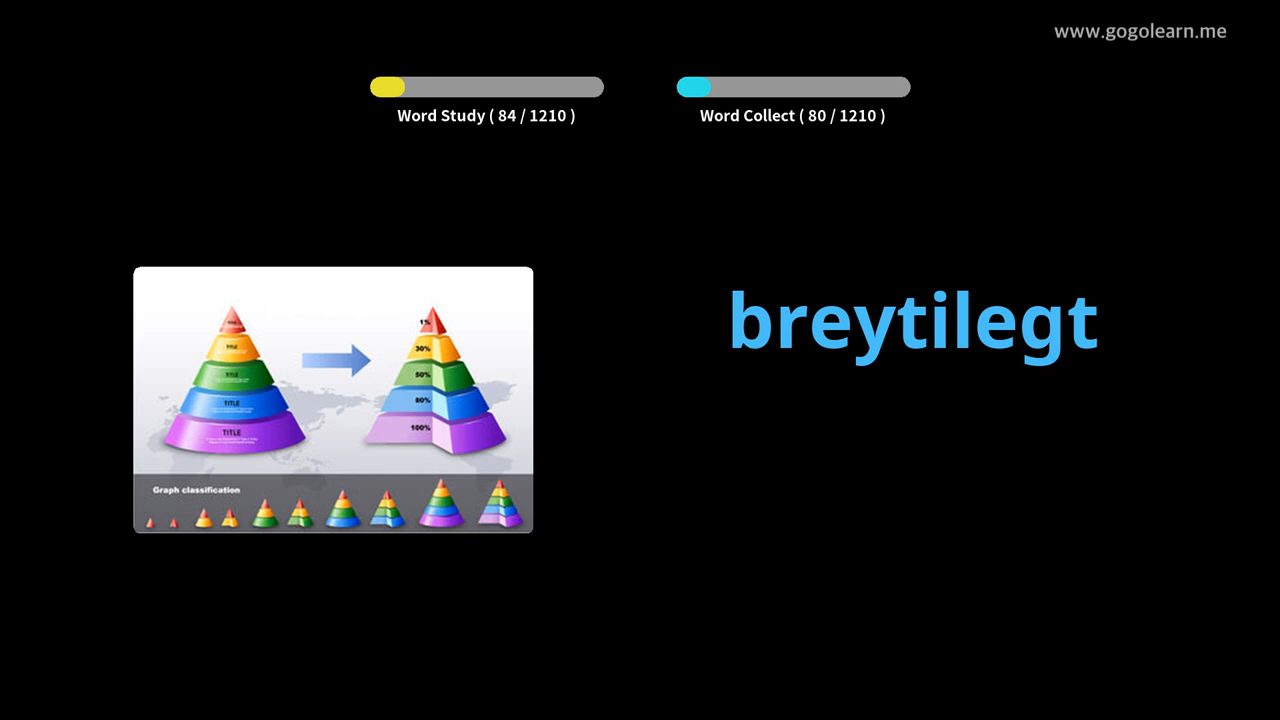 www.gogolearn.me
Word Study ( 84 / 1210 )
Word Collect ( 80 / 1210 )
breytilegt
TITLE
TITLE
TITLE
TITLE
1%
30%
50%
80%
100%
Graph classification